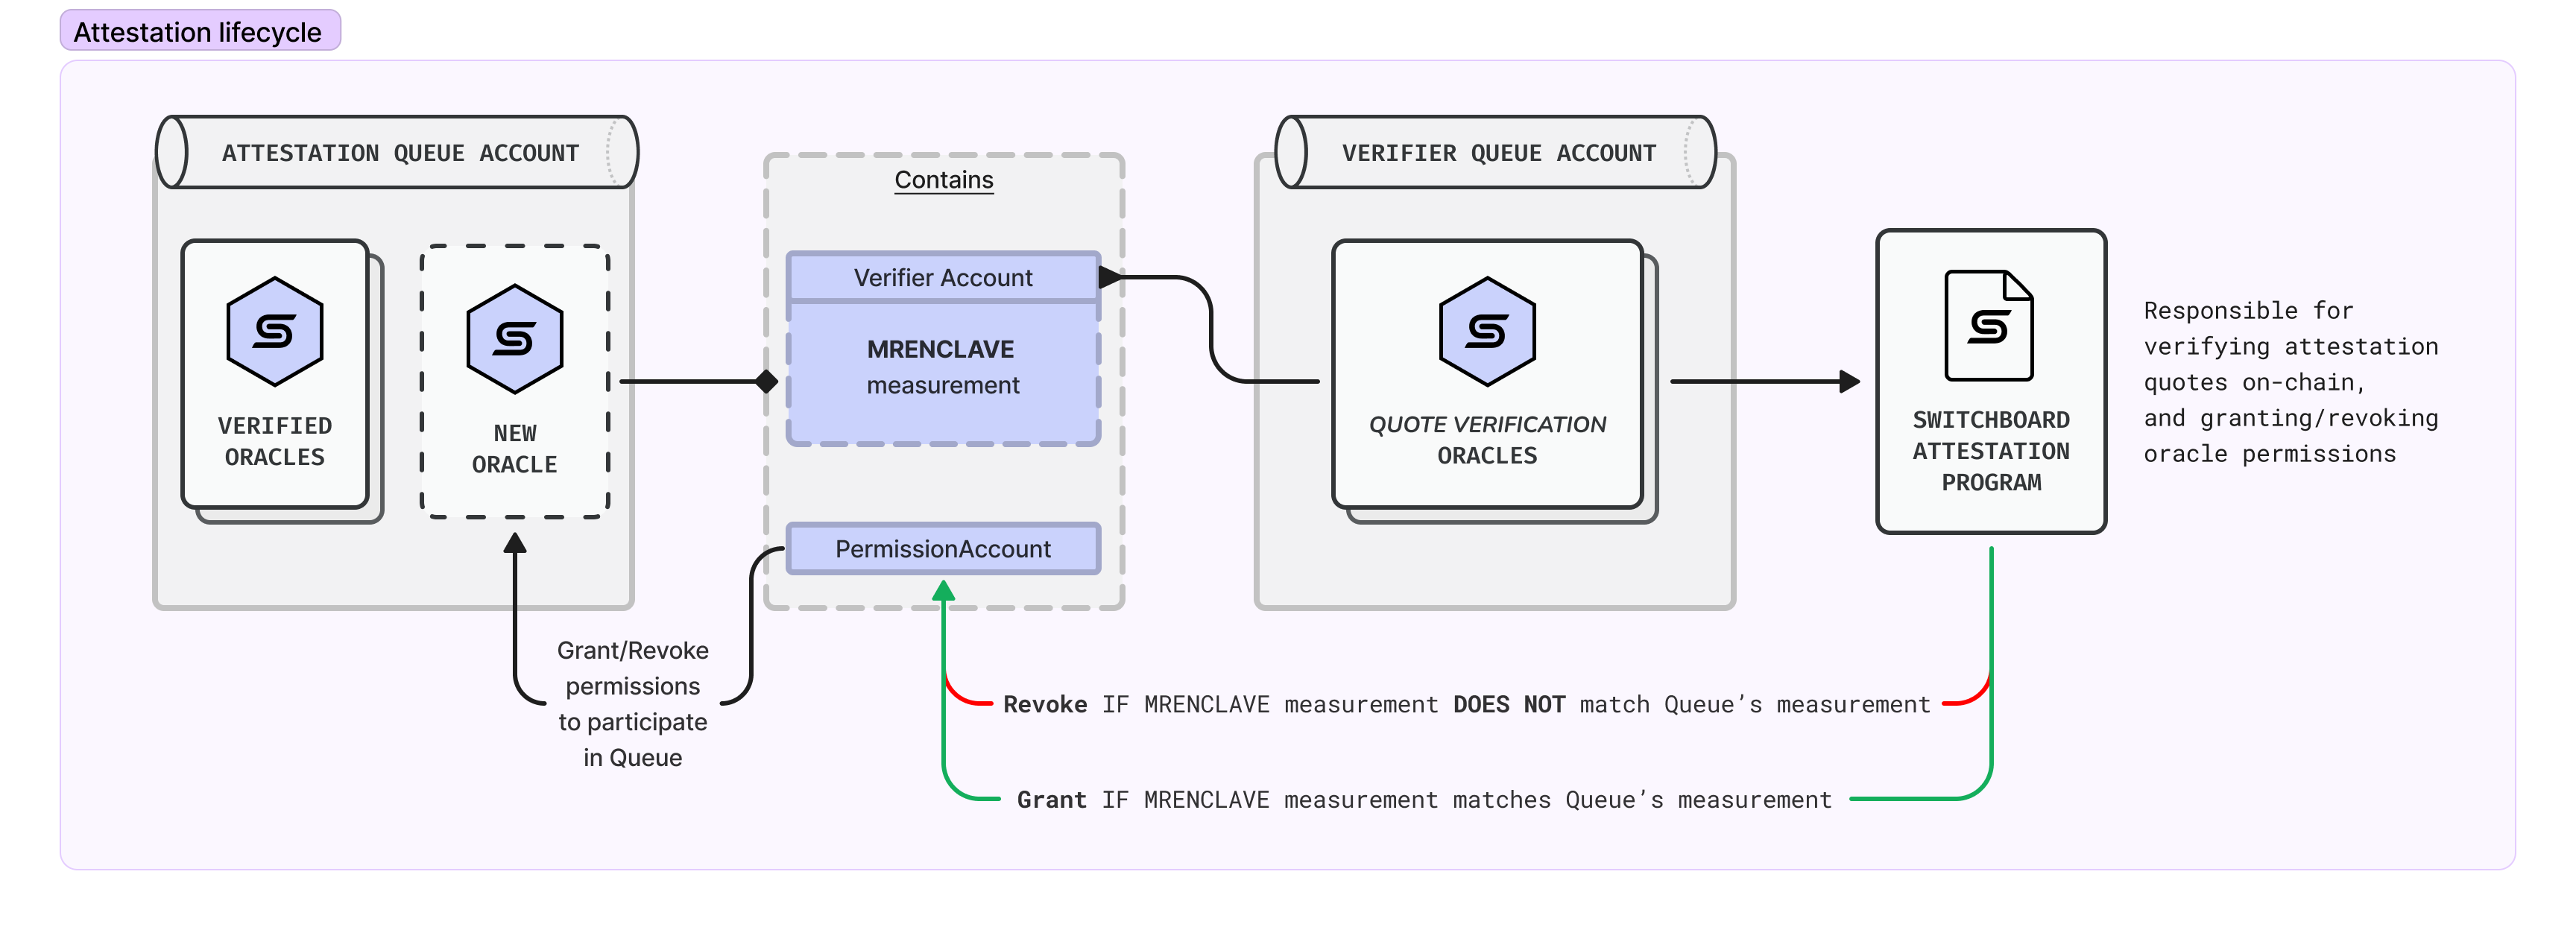 Attestation lifecycle
ATTESTATION QUEUE ACCOUNT
VERIFIED
ORACLES
NEW
ORACLE
Contains
Verifier Account
MRENCLAVE
measurement
PermissionAccount
Grant/Revoke
permissions
to participate
in Queue
VERIFIER QUEUE ACCOUNT
QUOTE VERIFICATION
ORACLES
SWITCHBOARD
ATTESTATION
PROGRAM
Responsible for
verifying attestation
quotes on-chain,
and granting/revoking
oracle permissions
Revoke IF MRENCLAVE measurement DOES NOT match Queue’s measurement
Grant IF MRENCLAVE measurement matches Queue’s measurement